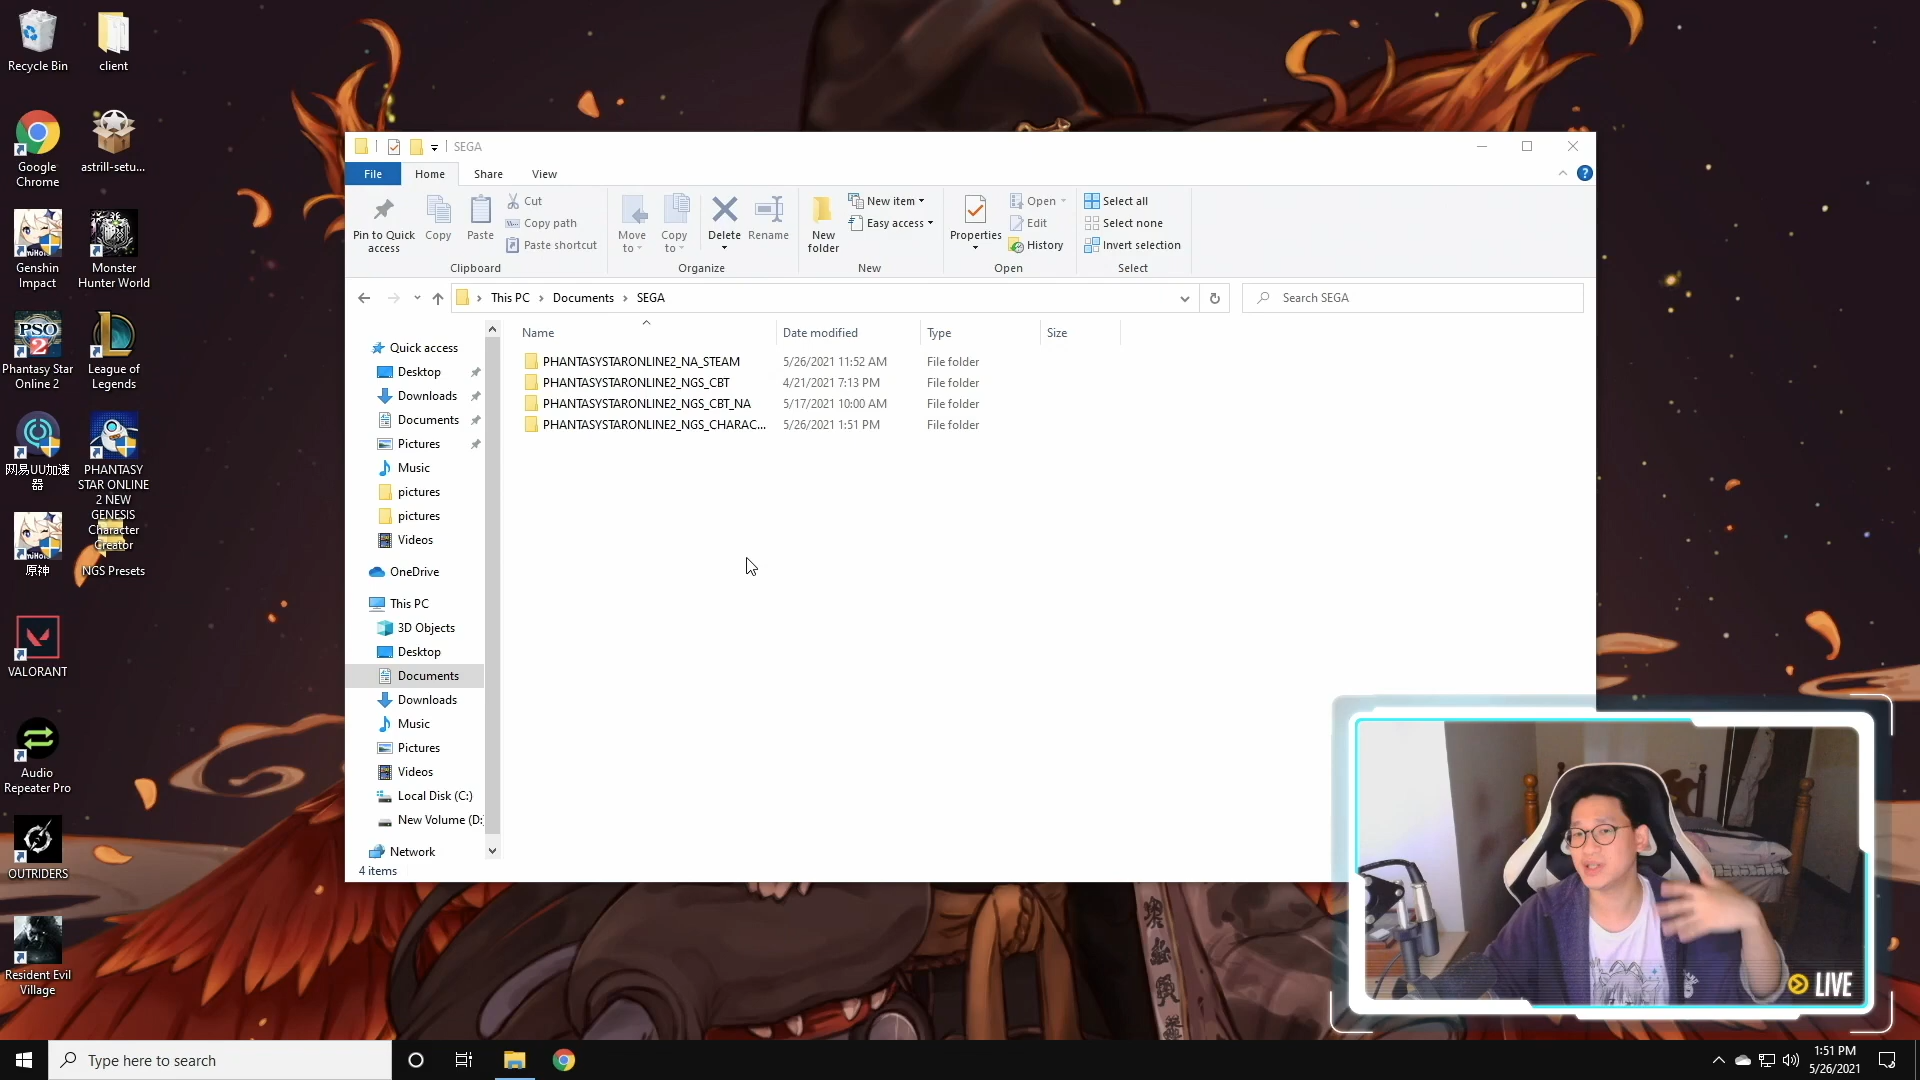 Recycle Bin
client
Google
Chrome
astrill-setu...
Genshin
Impact
Monster
Hunter World
PSO
2
Phantasy Star
Online 2
League of
Legends
网易UU加速
器
PHANTASY
STAR ONLINE
2 NEW
GENESIS
Character
Creator
原神
NGS Presets
VALORANT
Audio
Repeater Pro
OUTRIDERS
Resident Evil
Village
SEGA
File
Home
Share
View
Pin to Quick
access
Copy
Paste
Cut
Copy path
Paste shortcut
Clipboard
Move
to
Copy
to
Delete
Rename
Organize
New
folder
New item
Easy access
New
Properties
Open
Edit
History
Open
Select all
Select none
Invert selection
Select
This PC
Documents
SEGA
Search SEGA
Name
Date modified
Type
Size
PHANTASYSTARONLINE2_NA_STEAM 5/26/2021 11:52 AM File folder
PHANTASYSTARONLINE2_NGS_CBT 4/21/2021 7:13 PM File folder
PHANTASYSTARONLINE2_NGS_CBT_NA 5/17/2021 10:00 AM File folder
PHANTASYSTARONLINE2_NGS_CHARAC... 5/26/2021 1:51 PM File folder
Quick access
Desktop
Downloads
Documents
Pictures
Music
pictures
pictures
Videos
OneDrive
This PC
3D Objects
Desktop
Documents
Downloads
Music
Pictures
Videos
Local Disk (C:)
New Volume (D:
Network
4 items
LIVE
Type here to search
1:51 PM
5/26/2021